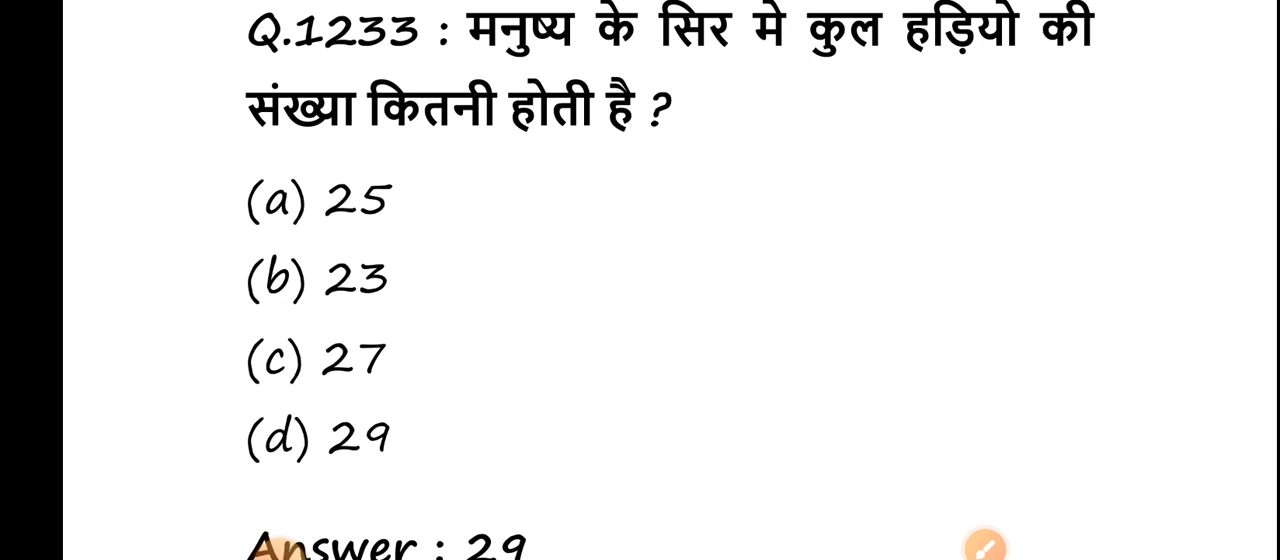 Q.1233 : मनुष्य के सिर मे कुल हड़ियो की
संख्या कितनी होती है ?
(a) 25
(b) 23
(c) 27
(d) 29
Answer : 29